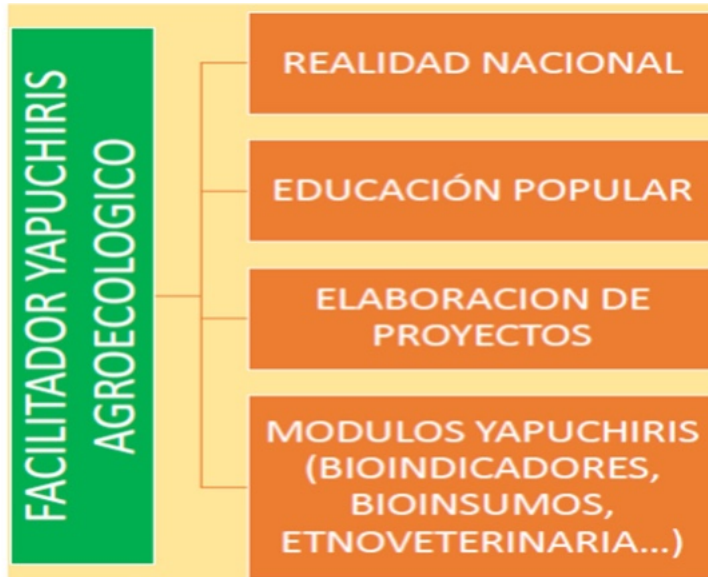 FACILITADOR YAPUCHIRIS
AGROECOLOGICO
REALIDAD NACIONAL
EDUCACIÓN POPULAR
ELABORACION DE
PROYECTOS
MODULOS YAPUCHIRIS
(BIOINDICADORES,
BIOINSUMOS,
ETNOVETERINARIA...)